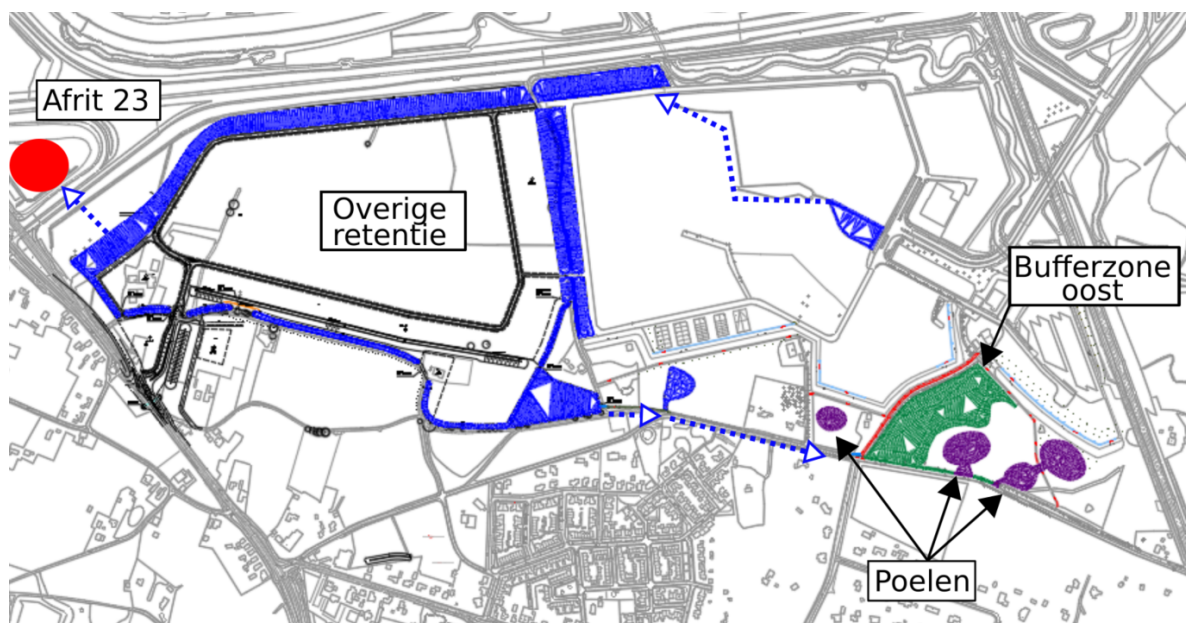 Afrit 23
Overige
retentie
Bufferzone
oost
Poelen